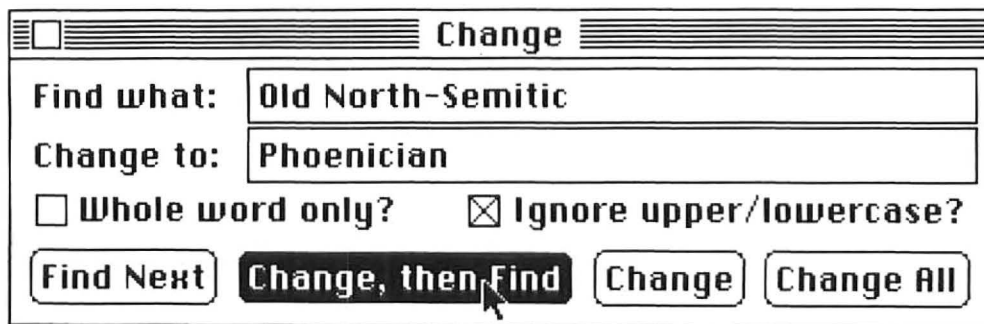 Change
Find what: Old North-Semitic
Change to: Phoenician
Whole word only? Ignore upper/lowercase?
Find Next Change, then Find Change Change All